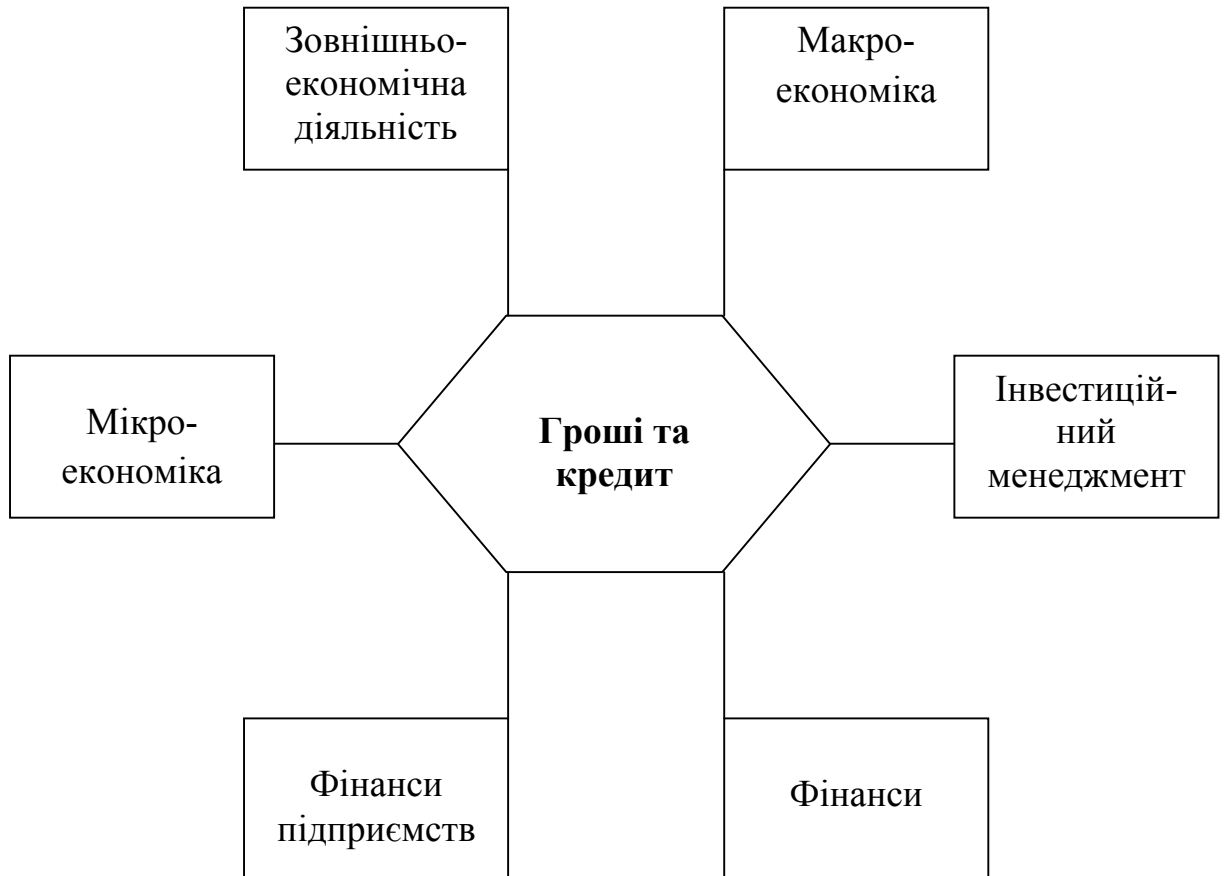 Зовнішньо-
економічна
діяльність
Макро-
економіка
Мікро-
економіка
Гроші та
кредит
Інвестицій-
ний
менеджмент
Фінанси
підприємств
Фінанси